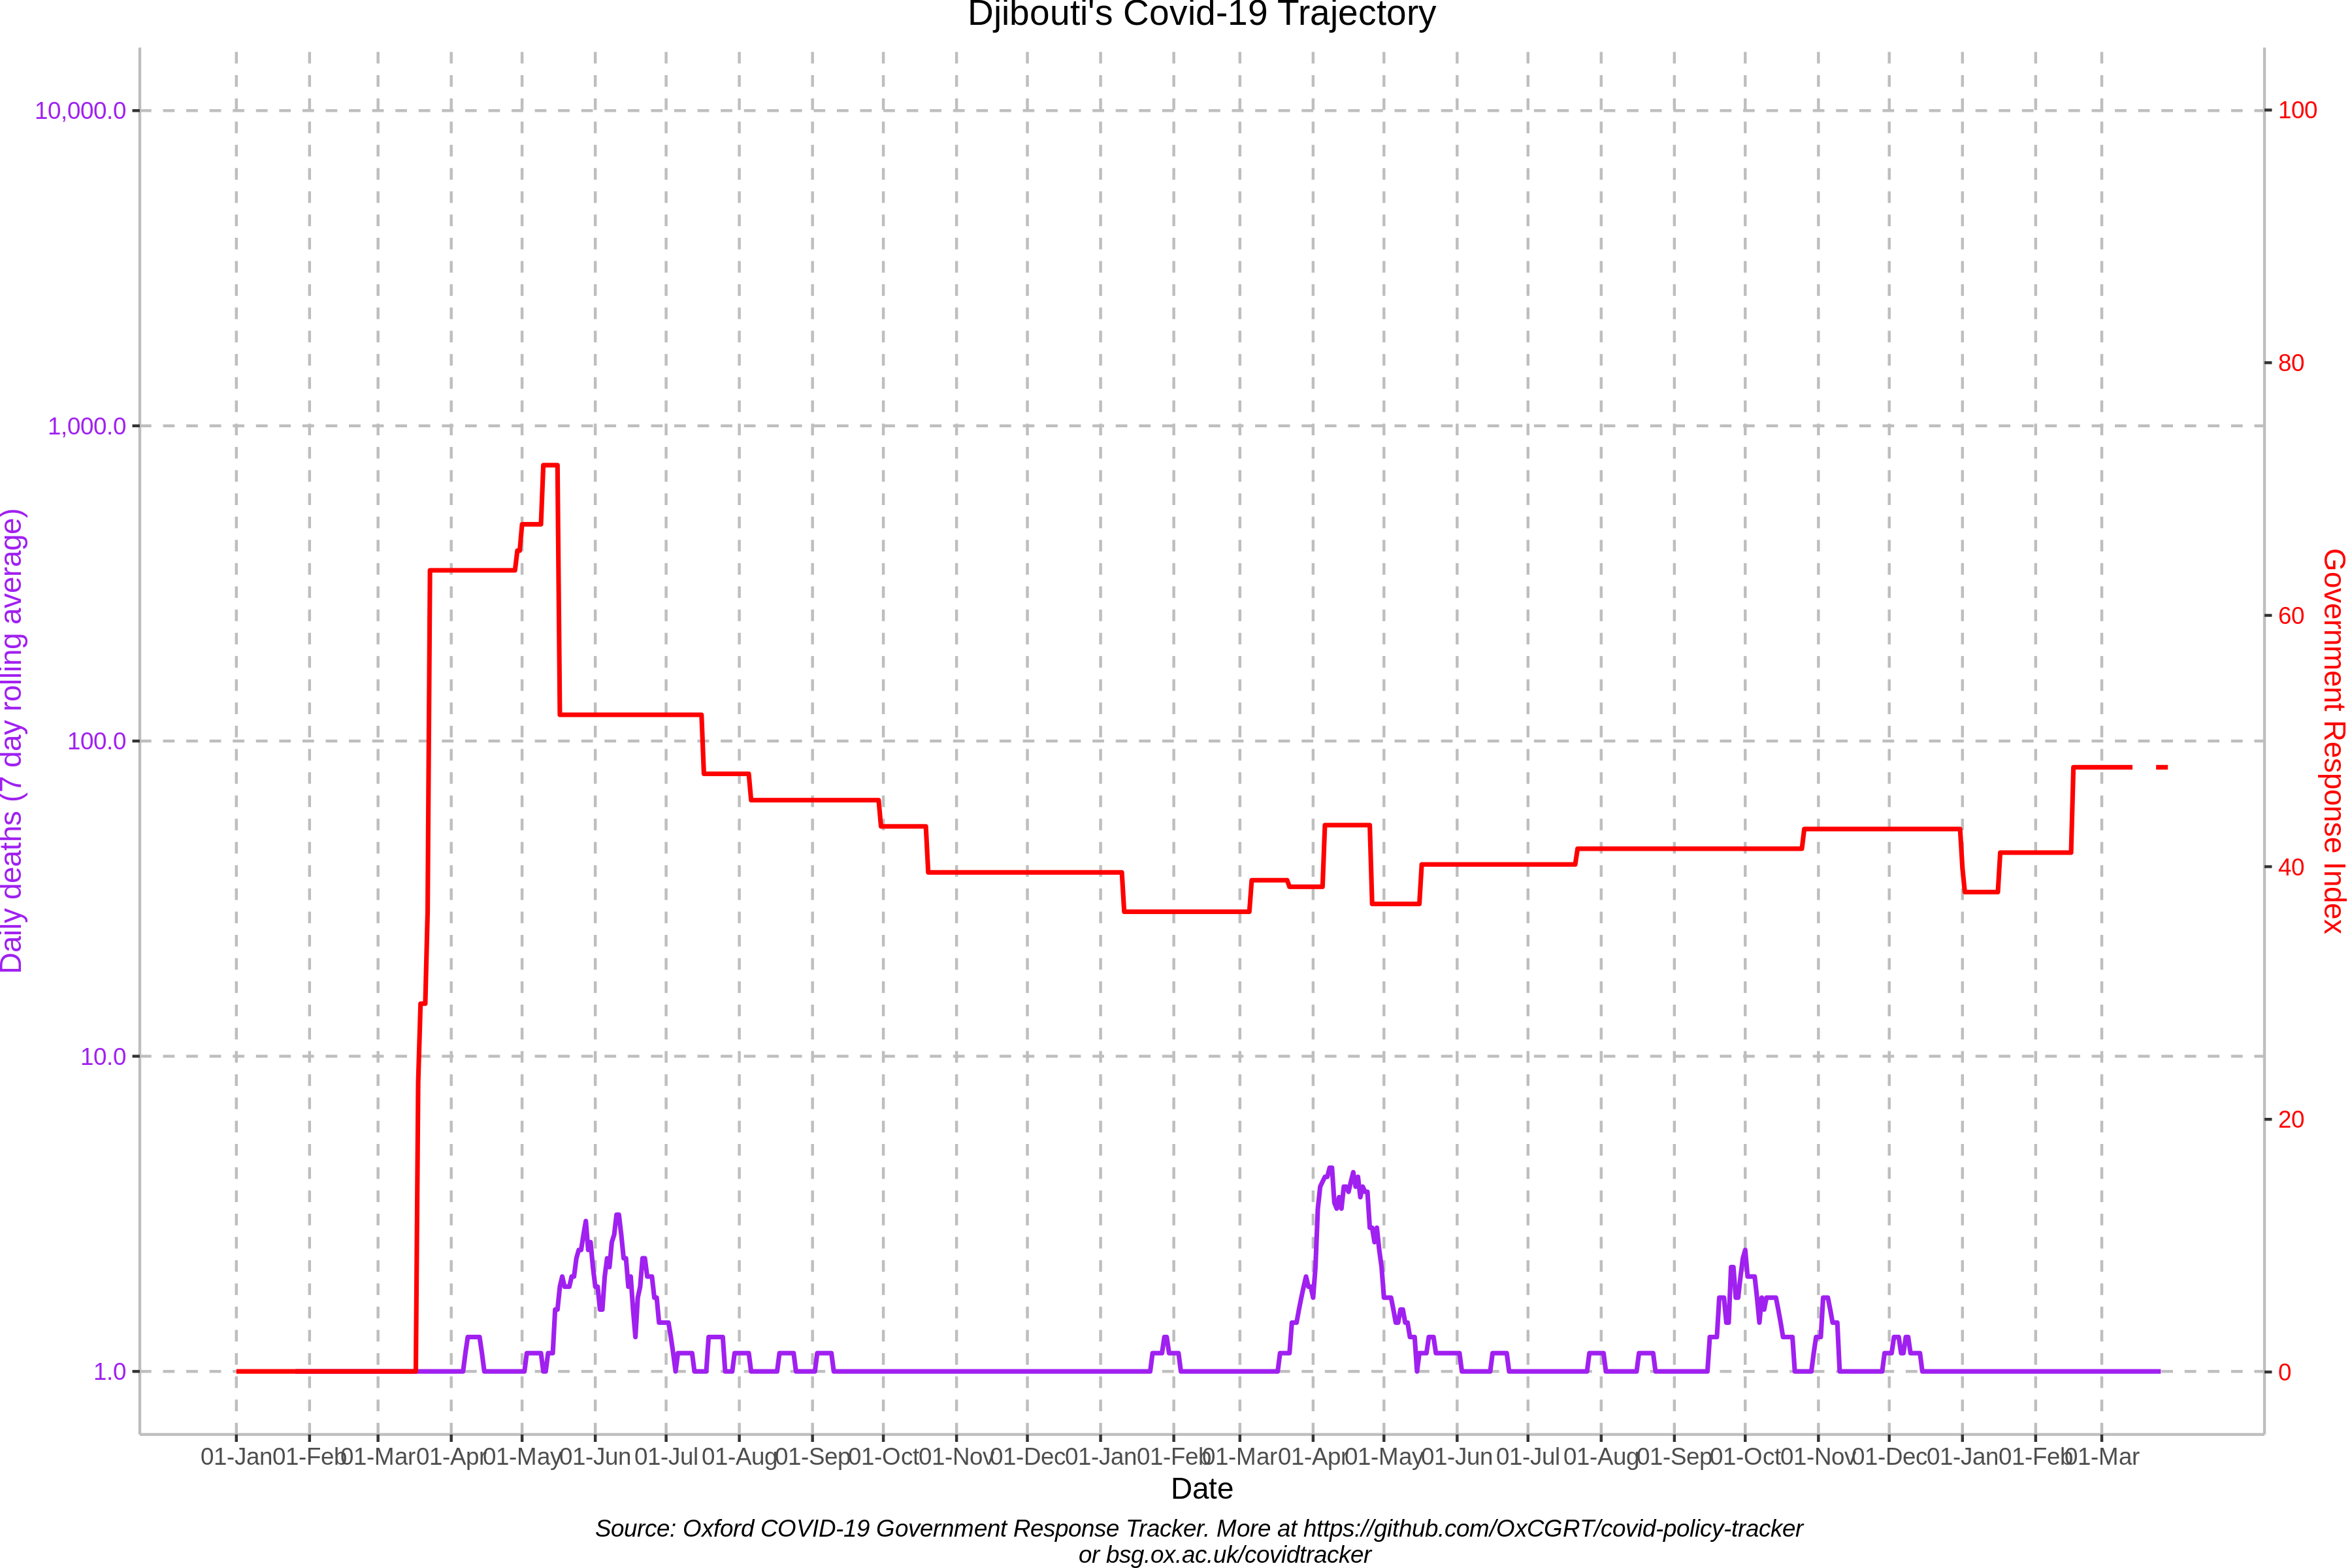 Djibouti's Covid-19 Trajectory
10,000.0
1,000.0
100.0
10.0
1.0
Daily deaths (7 day rolling average)
100
80
60
40
20
0
Government Response Index
01-Jan 01-Feb 01-Mar 01-Apr 01-May 01-Jun 01-Jul 01-Aug 01-Sep 01-Oct 01-Nov 01-Dec 01-Jan 01-Feb 01-Mar 01-Apr 01-May 01-Jun 01-Jul 01-Aug 01-Sep 01-Oct 01-Nov 01-Dec 01-Jan 01-Feb 01-Mar
Date
Source: Oxford COVID-19 Government Response Tracker. More at https://github.com/OxCGRT/covid-policy-tracker
or bsg.ox.ac.uk/covidtracker